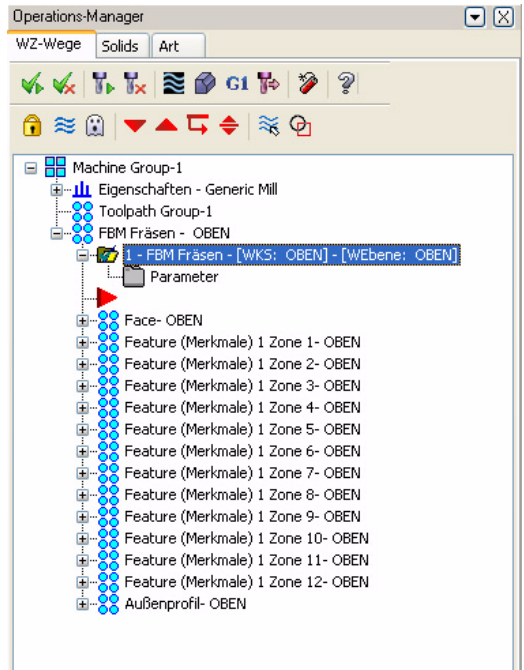 Operations-Manager
WZ-Wege Solids Art
G1
Machine Group-1
Eigenschaften - Generic Mill
Toolpath Group-1
FBM Fräsen - OBEN
1 - FBM Fräsen - [WKS: OBEN] - [WEbene: OBEN]
Parameter
Face- OBEN
Feature (Merkmale) 1 Zone 1- OBEN
Feature (Merkmale) 1 Zone 2- OBEN
Feature (Merkmale) 1 Zone 3- OBEN
Feature (Merkmale) 1 Zone 4- OBEN
Feature (Merkmale) 1 Zone 5- OBEN
Feature (Merkmale) 1 Zone 6- OBEN
Feature (Merkmale) 1 Zone 7- OBEN
Feature (Merkmale) 1 Zone 8- OBEN
Feature (Merkmale) 1 Zone 9- OBEN
Feature (Merkmale) 1 Zone 10- OBEN
Feature (Merkmale) 1 Zone 11- OBEN
Feature (Merkmale) 1 Zone 12- OBEN
Außenprofil- OBEN